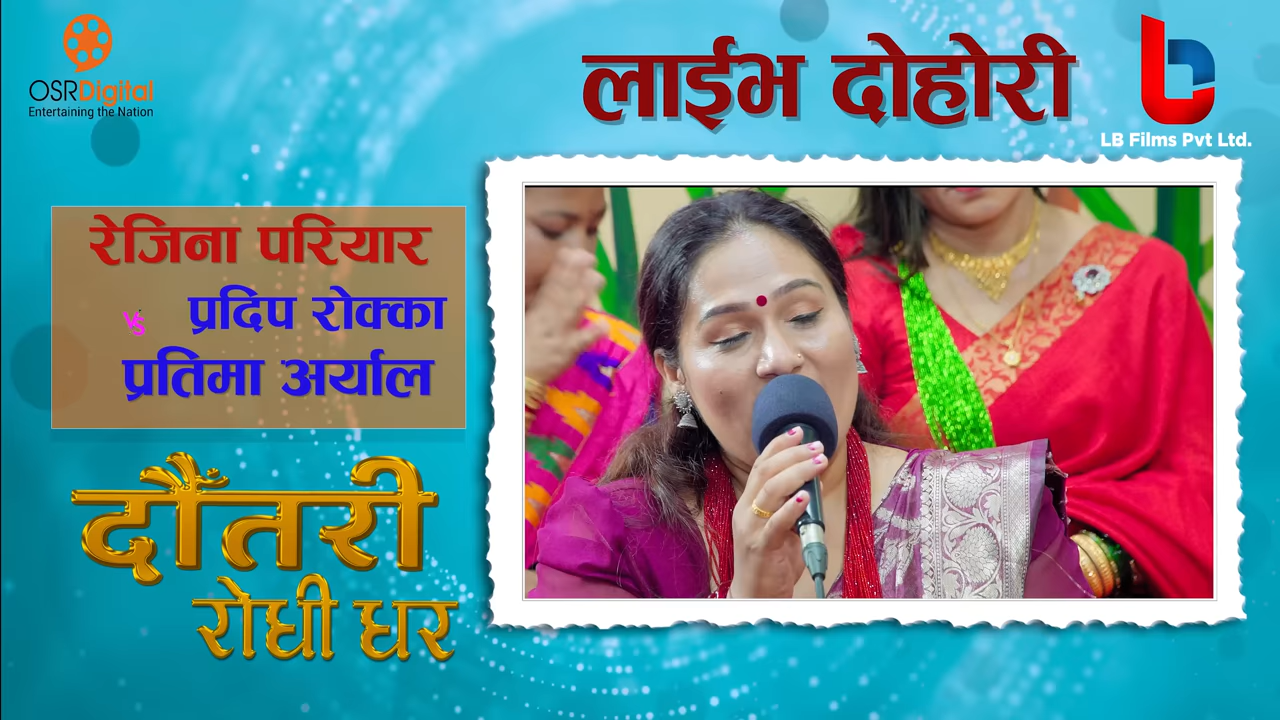 OSRDigital
Entertaining the Nation
लाईभ दोहोरी
LB Films Pvt Ltd.
रेजिना परियार
vs प्रदिप रोक्का
प्रतिमा अर्याल
दौँतरी
रोधी घर